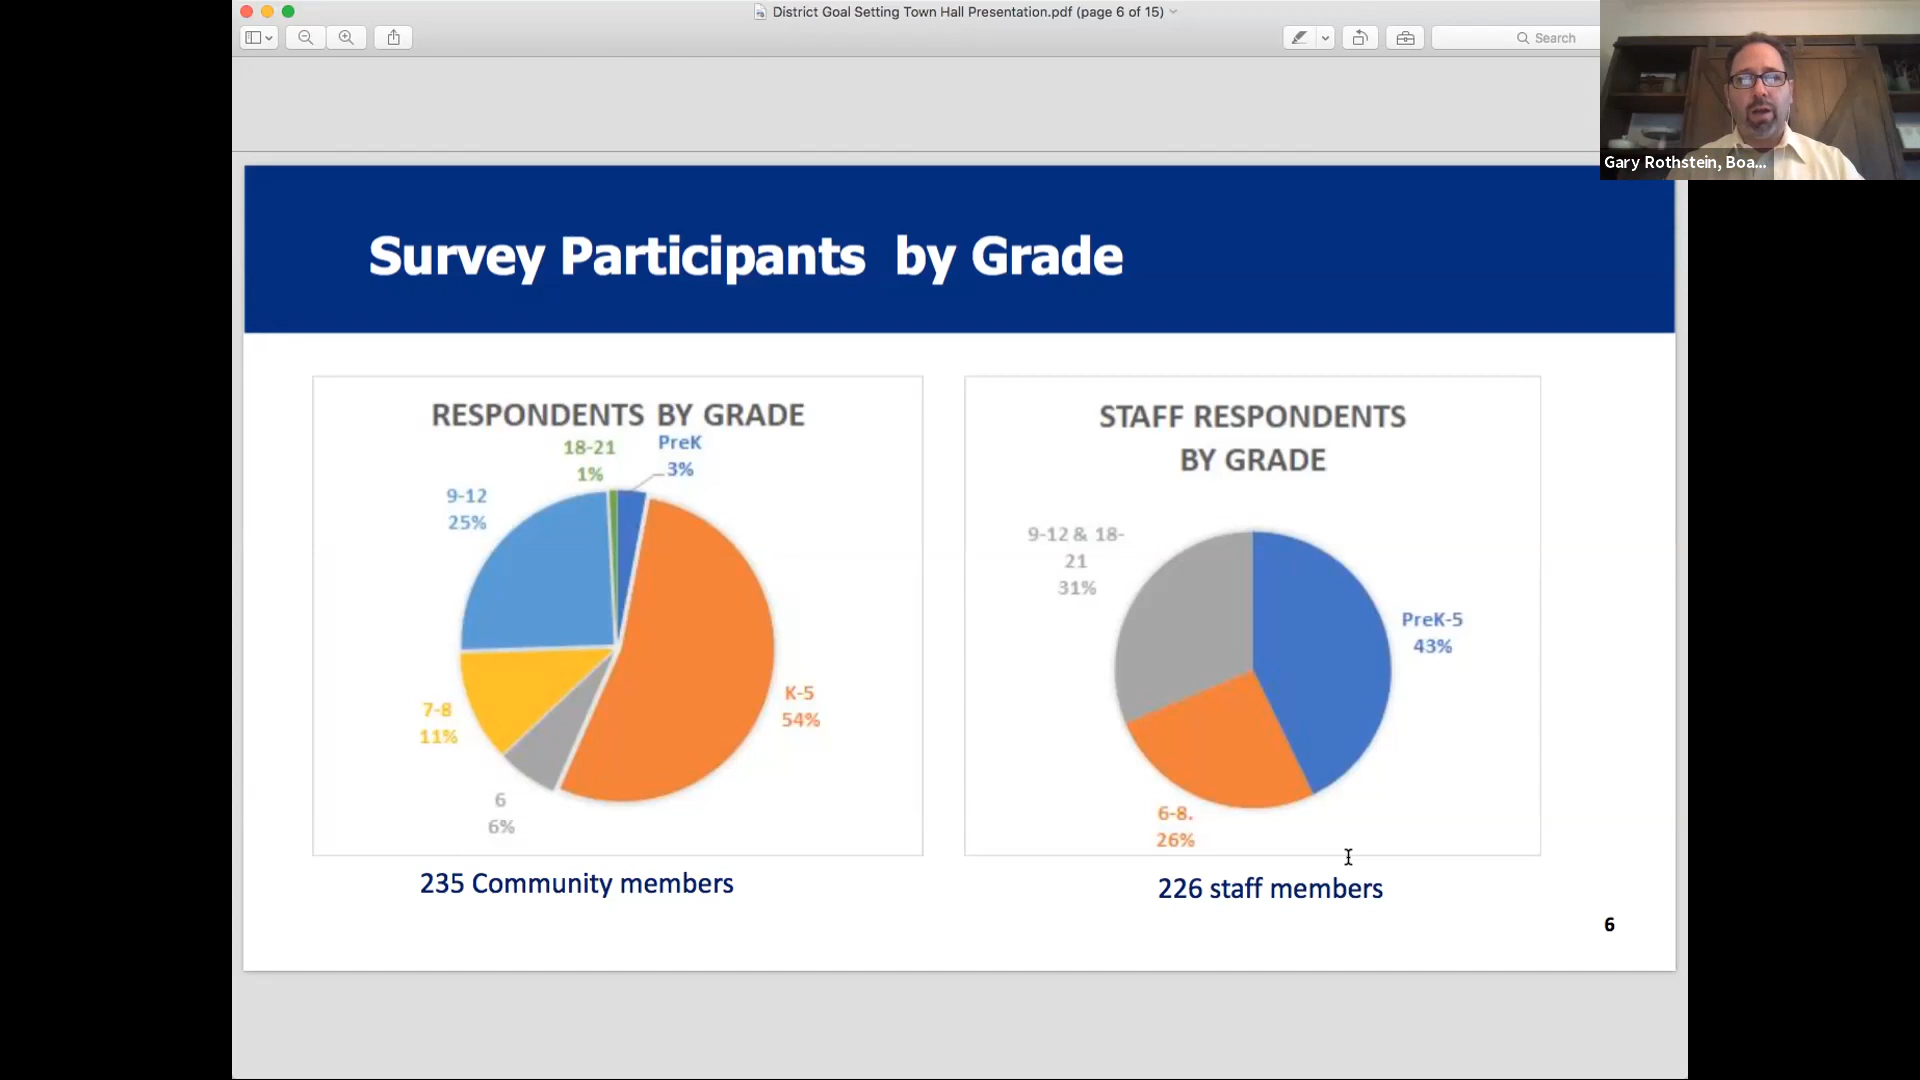 District Goal Setting Town Hall Presentation.pdf (page 6 of 15)
Search
Gary Rothstein, Boa...
Survey Participants by Grade
RESPONDENTS BY GRADE
18-21
1%
PreK
3%
9-12
25%
K-5
54%
7-8
11%
6
6%
235 Community members
STAFF RESPONDENTS
BY GRADE
9-12 & 18-
21
31%
PreK-5
43%
6-8.
26%
226 staff members
6